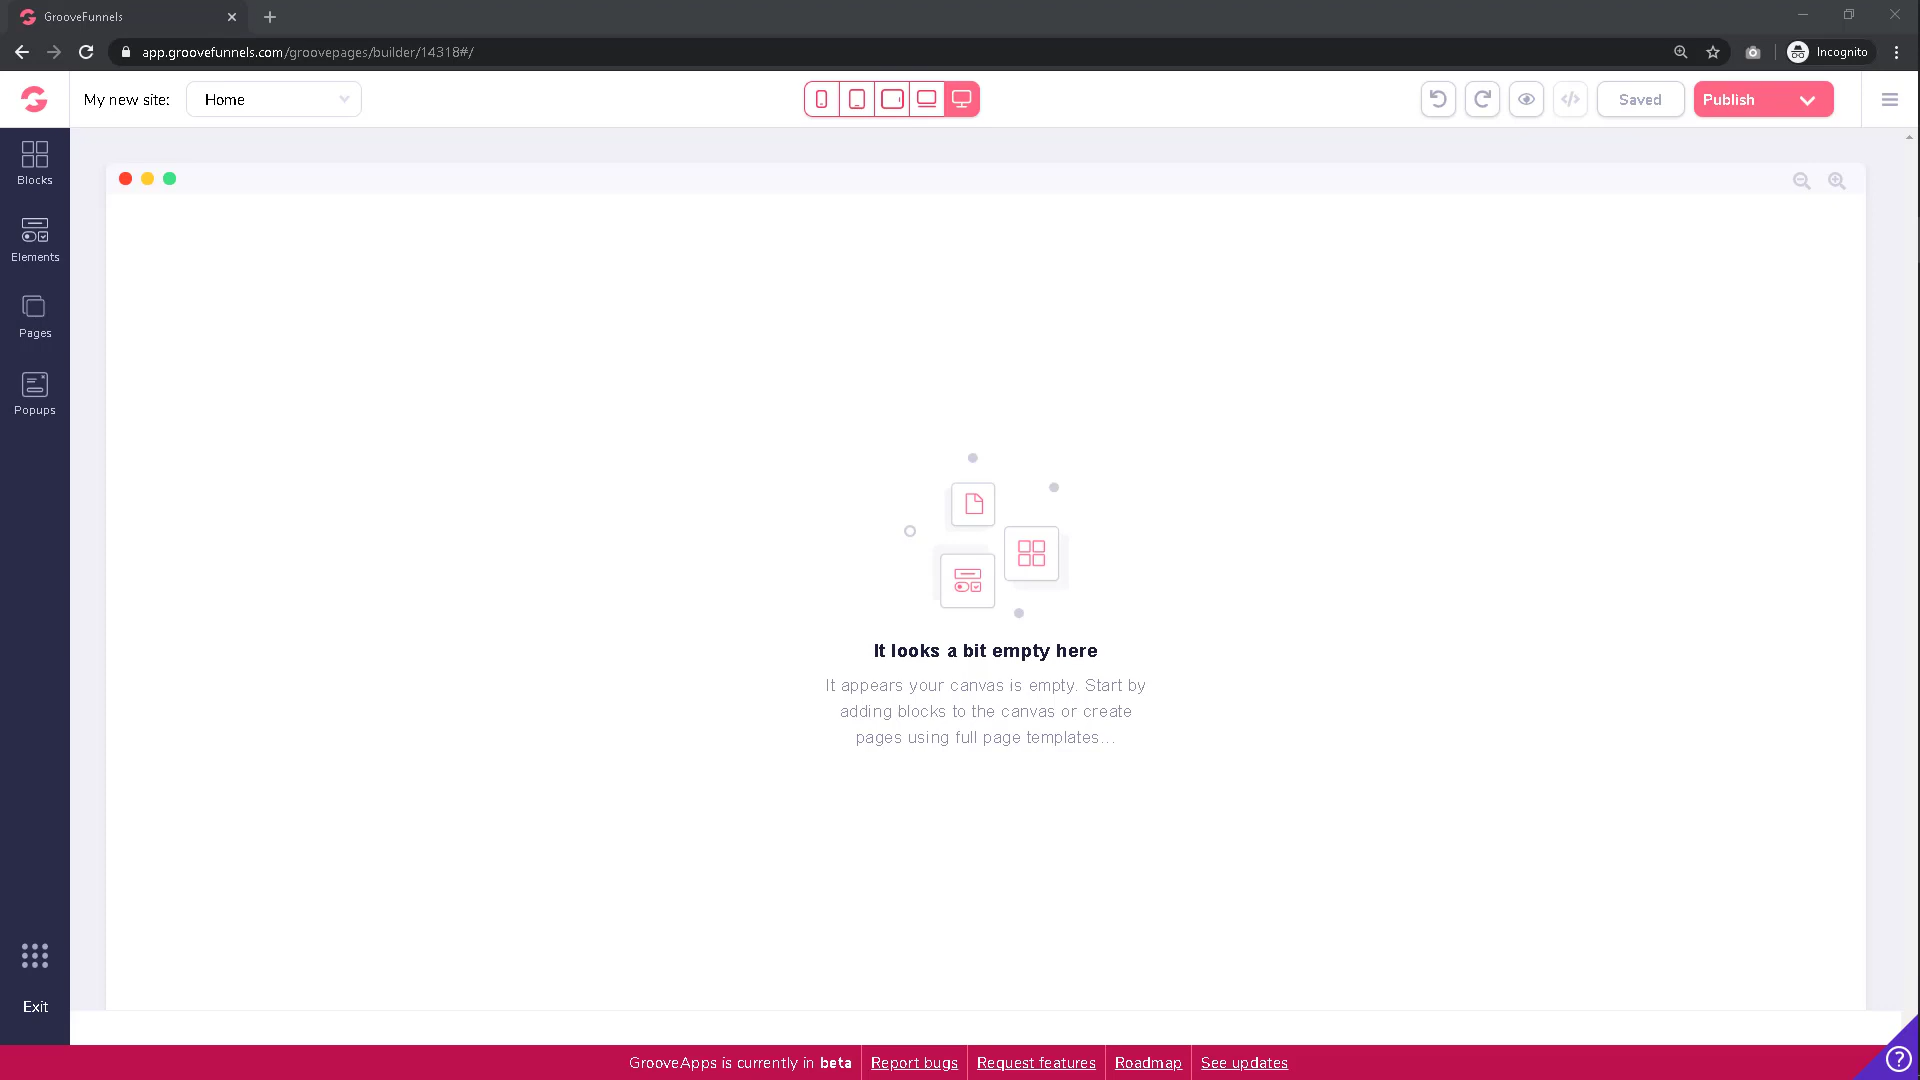 GrooveFunnels
app.groovefunnels.com/groovepages/builder/14318#/
Incognito
My new site:
Home
Saved
Publish
Blocks
Elements
Pages
Popups
It looks a bit empty here
It appears your canvas is empty. Start by
adding blocks to the canvas or create
pages using full page templates...
Exit
GrooveApps is currently in beta
Report bugs
Request features
Roadmap
See updates